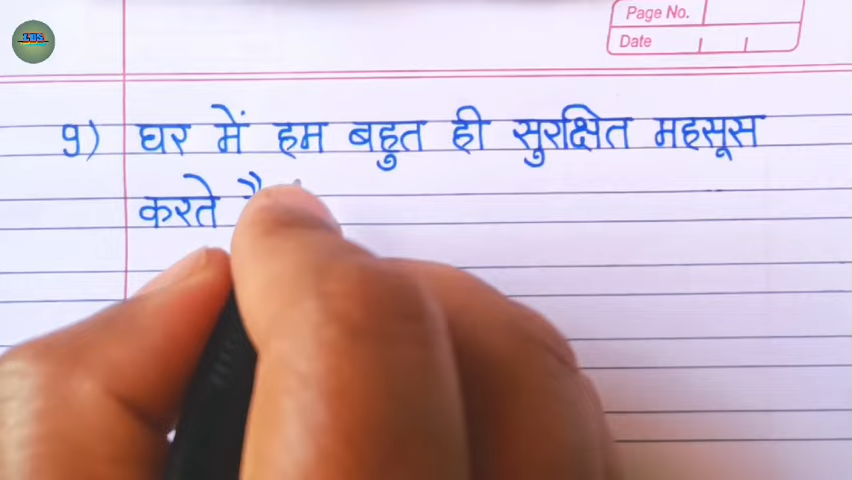 Page No.
Date
9) घर में हम बहुत ही सुरक्षित महसूस
करते